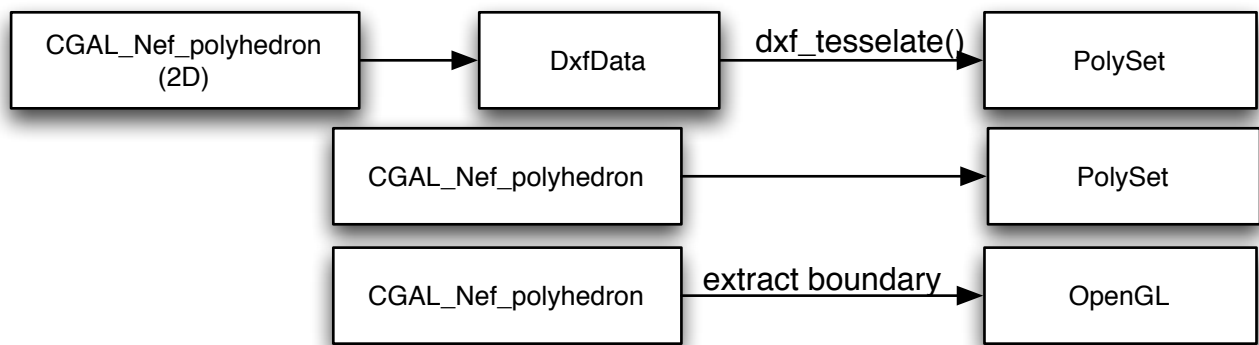 CGAL_Nef_polyhedron
(2D)
DxfData
dxf_tesselate()
PolySet
CGAL_Nef_polyhedron
PolySet
CGAL_Nef_polyhedron
extract boundary
OpenGL